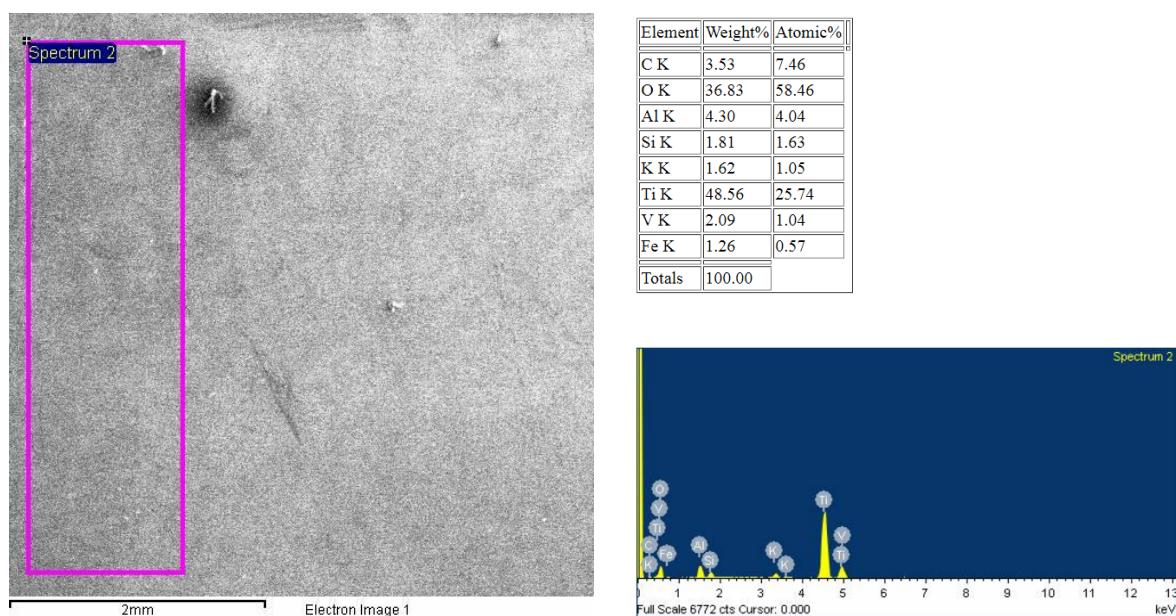 Spectrum 2
2mm
Electron Image 1
Element Weight% Atomic%
C K 3.53 7.46
O K 36.83 58.46
Al K 4.30 4.04
Si K 1.81 1.63
K K 1.62 1.05
Ti K 48.56 25.74
V K 2.09 1.04
Fe K 1.26 0.57
Totals 100.00
Spectrum 2
O
V
Ti
C
K
Fe
Al
Si
K
K
Ti
V
Ti
0 1 2 3 4 5 6 7 8 9 10 11 12 13
Full Scale 6772 cts Cursor: 0.000
keV